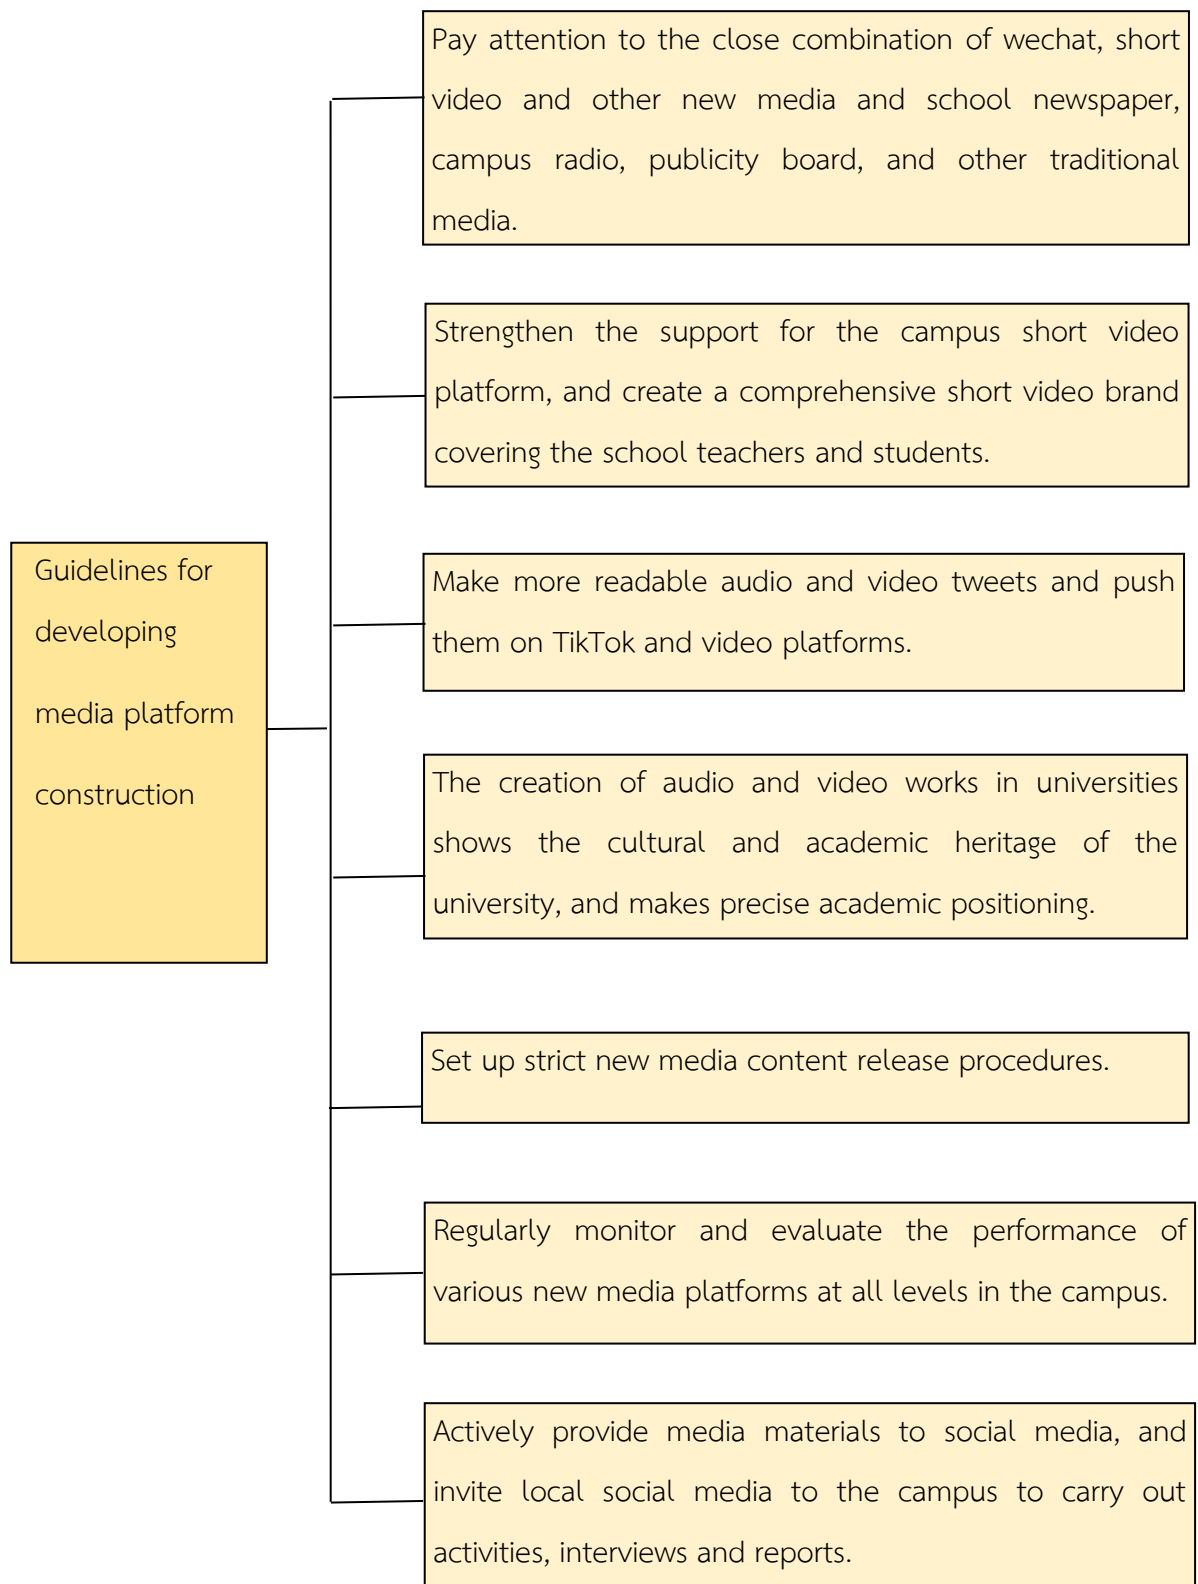 Pay attention to the close combination of wechat, short
video and other new media and school newspaper,
campus radio, publicity board, and other traditional
media.
Strengthen the support for the campus short video
platform, and create a comprehensive short video brand
covering the school teachers and students.
Guidelines for
developing
media platform
construction
Make more readable audio and video tweets and push
them on TikTok and video platforms.
The creation of audio and video works in universities
shows the cultural and academic heritage of the
university, and makes precise academic positioning.
Set up strict new media content release procedures.
Regularly monitor and evaluate the performance of
various new media platforms at all levels in the campus.
Actively provide media materials to social media, and
invite local social media to the campus to carry out
activities, interviews and reports.